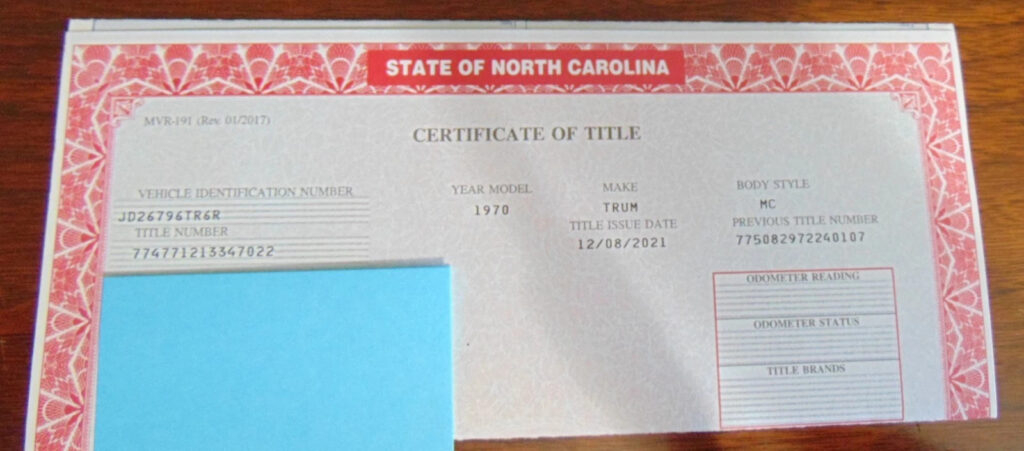 STATE OF NORTH CAROLINA
MVR-191 (Rev. 01/2017)
CERTIFICATE OF TITLE
VEHICLE IDENTIFICATION NUMBER YEAR MODEL MAKE BODY STYLE
JD26796TR6R 1970 TRUM MC
TITLE NUMBER TITLE ISSUE DATE PREVIOUS TITLE NUMBER
774771213347022 12/08/2021 775082972240107
ODOMETER READING
ODOMETER STATUS
TITLE BRANDS